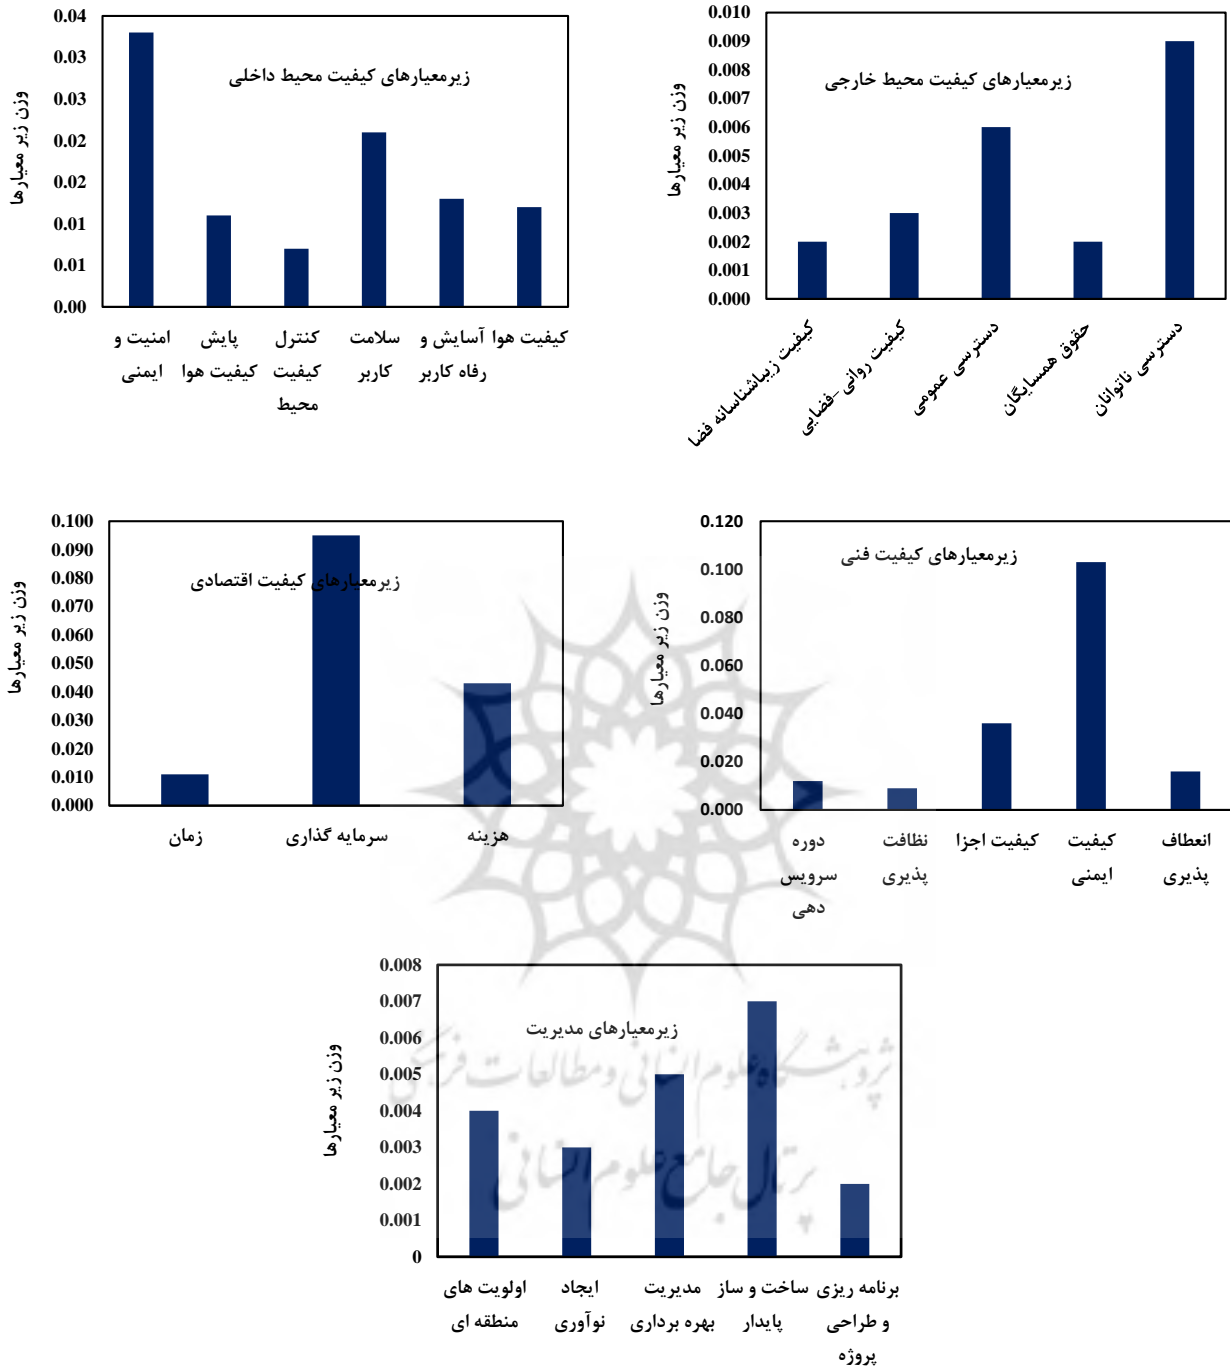 0.04
0.03
0.03
0.02
0.02
0.01
0.01
0.00
وزن زیر معیارها
زیرمعیارهای کیفیت محیط داخلی
امنیت و
ایمنی
پایش
کیفیت هوا
کنترل
کیفیت
محیط
سلامت
کاربر
آسایش و
رفاه کاربر
کیفیت هوا
0.010
0.009
0.008
0.007
0.006
0.005
0.004
0.003
0.002
0.001
0.000
وزن زیر معیارها
زیرمعیارهای کیفیت محیط خارجی
کیفیت زیباشناسانه فضا
کیفیت روانی -فضایی
دسترسی عمومی
حقوق همسایگان
دسترسی ناتوانان
0.100
0.090
0.080
0.070
0.060
0.050
0.040
0.030
0.020
0.010
0.000
وزن زیر معیارها
زیرمعیارهای کیفیت اقتصادی
زمان
سرمایه گذاری
هزینه
0.120
0.100
0.080
0.060
0.040
0.020
0.000
وزن زیر معیارها
زیرمعیارهای کیفیت فنی
دوره
سرویس
دهی
نظافت
پذیری
کیفیت اجزا
کیفیت
ایمنی
انعطاف
پذیری
0.008
0.007
0.006
0.005
0.004
0.003
0.002
0.001
0
وزن زیر معیارها
زیرمعیارهای مدیریت
اولویت های
منطقه ای
ایجاد
نوآوری
مدیریت
بهره برداری
ساخت و ساز
پایدار
برنامه ریزی
و طراحی
پروژه
پژوهشگاه علوم انسانی و مطالعات فرهنگی
پرتال جامع علوم انسانی